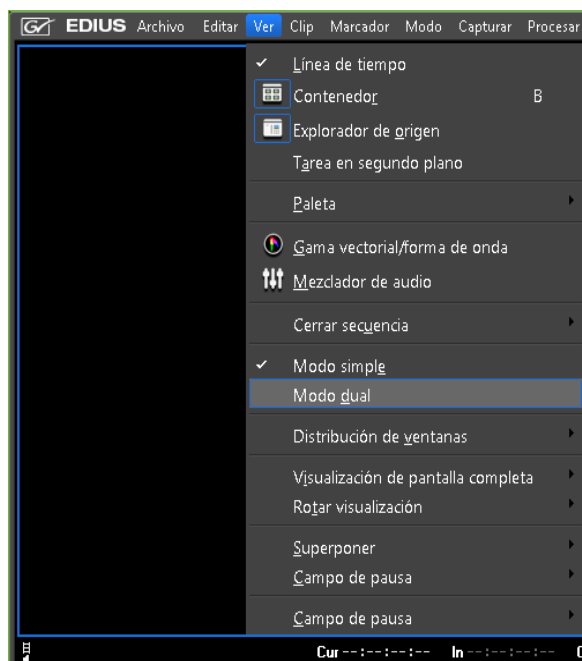 EDIUS Archivo Editar Ver Clip Marcador Modo Capturar Procesar
Línea de tiempo
Contenedor B
Explorador de origen
Tarea en segundo plano
Paleta
Gama vectorial/forma de onda
Mezclador de audio
Cerrar secuencia
Modo simple
Modo dual
Distribución de ventanas
Visualización de pantalla completa
Rotar visualización
Superponer
Campo de pausa
Campo de pausa
Cur --:--:--:-- In --:--:--:--